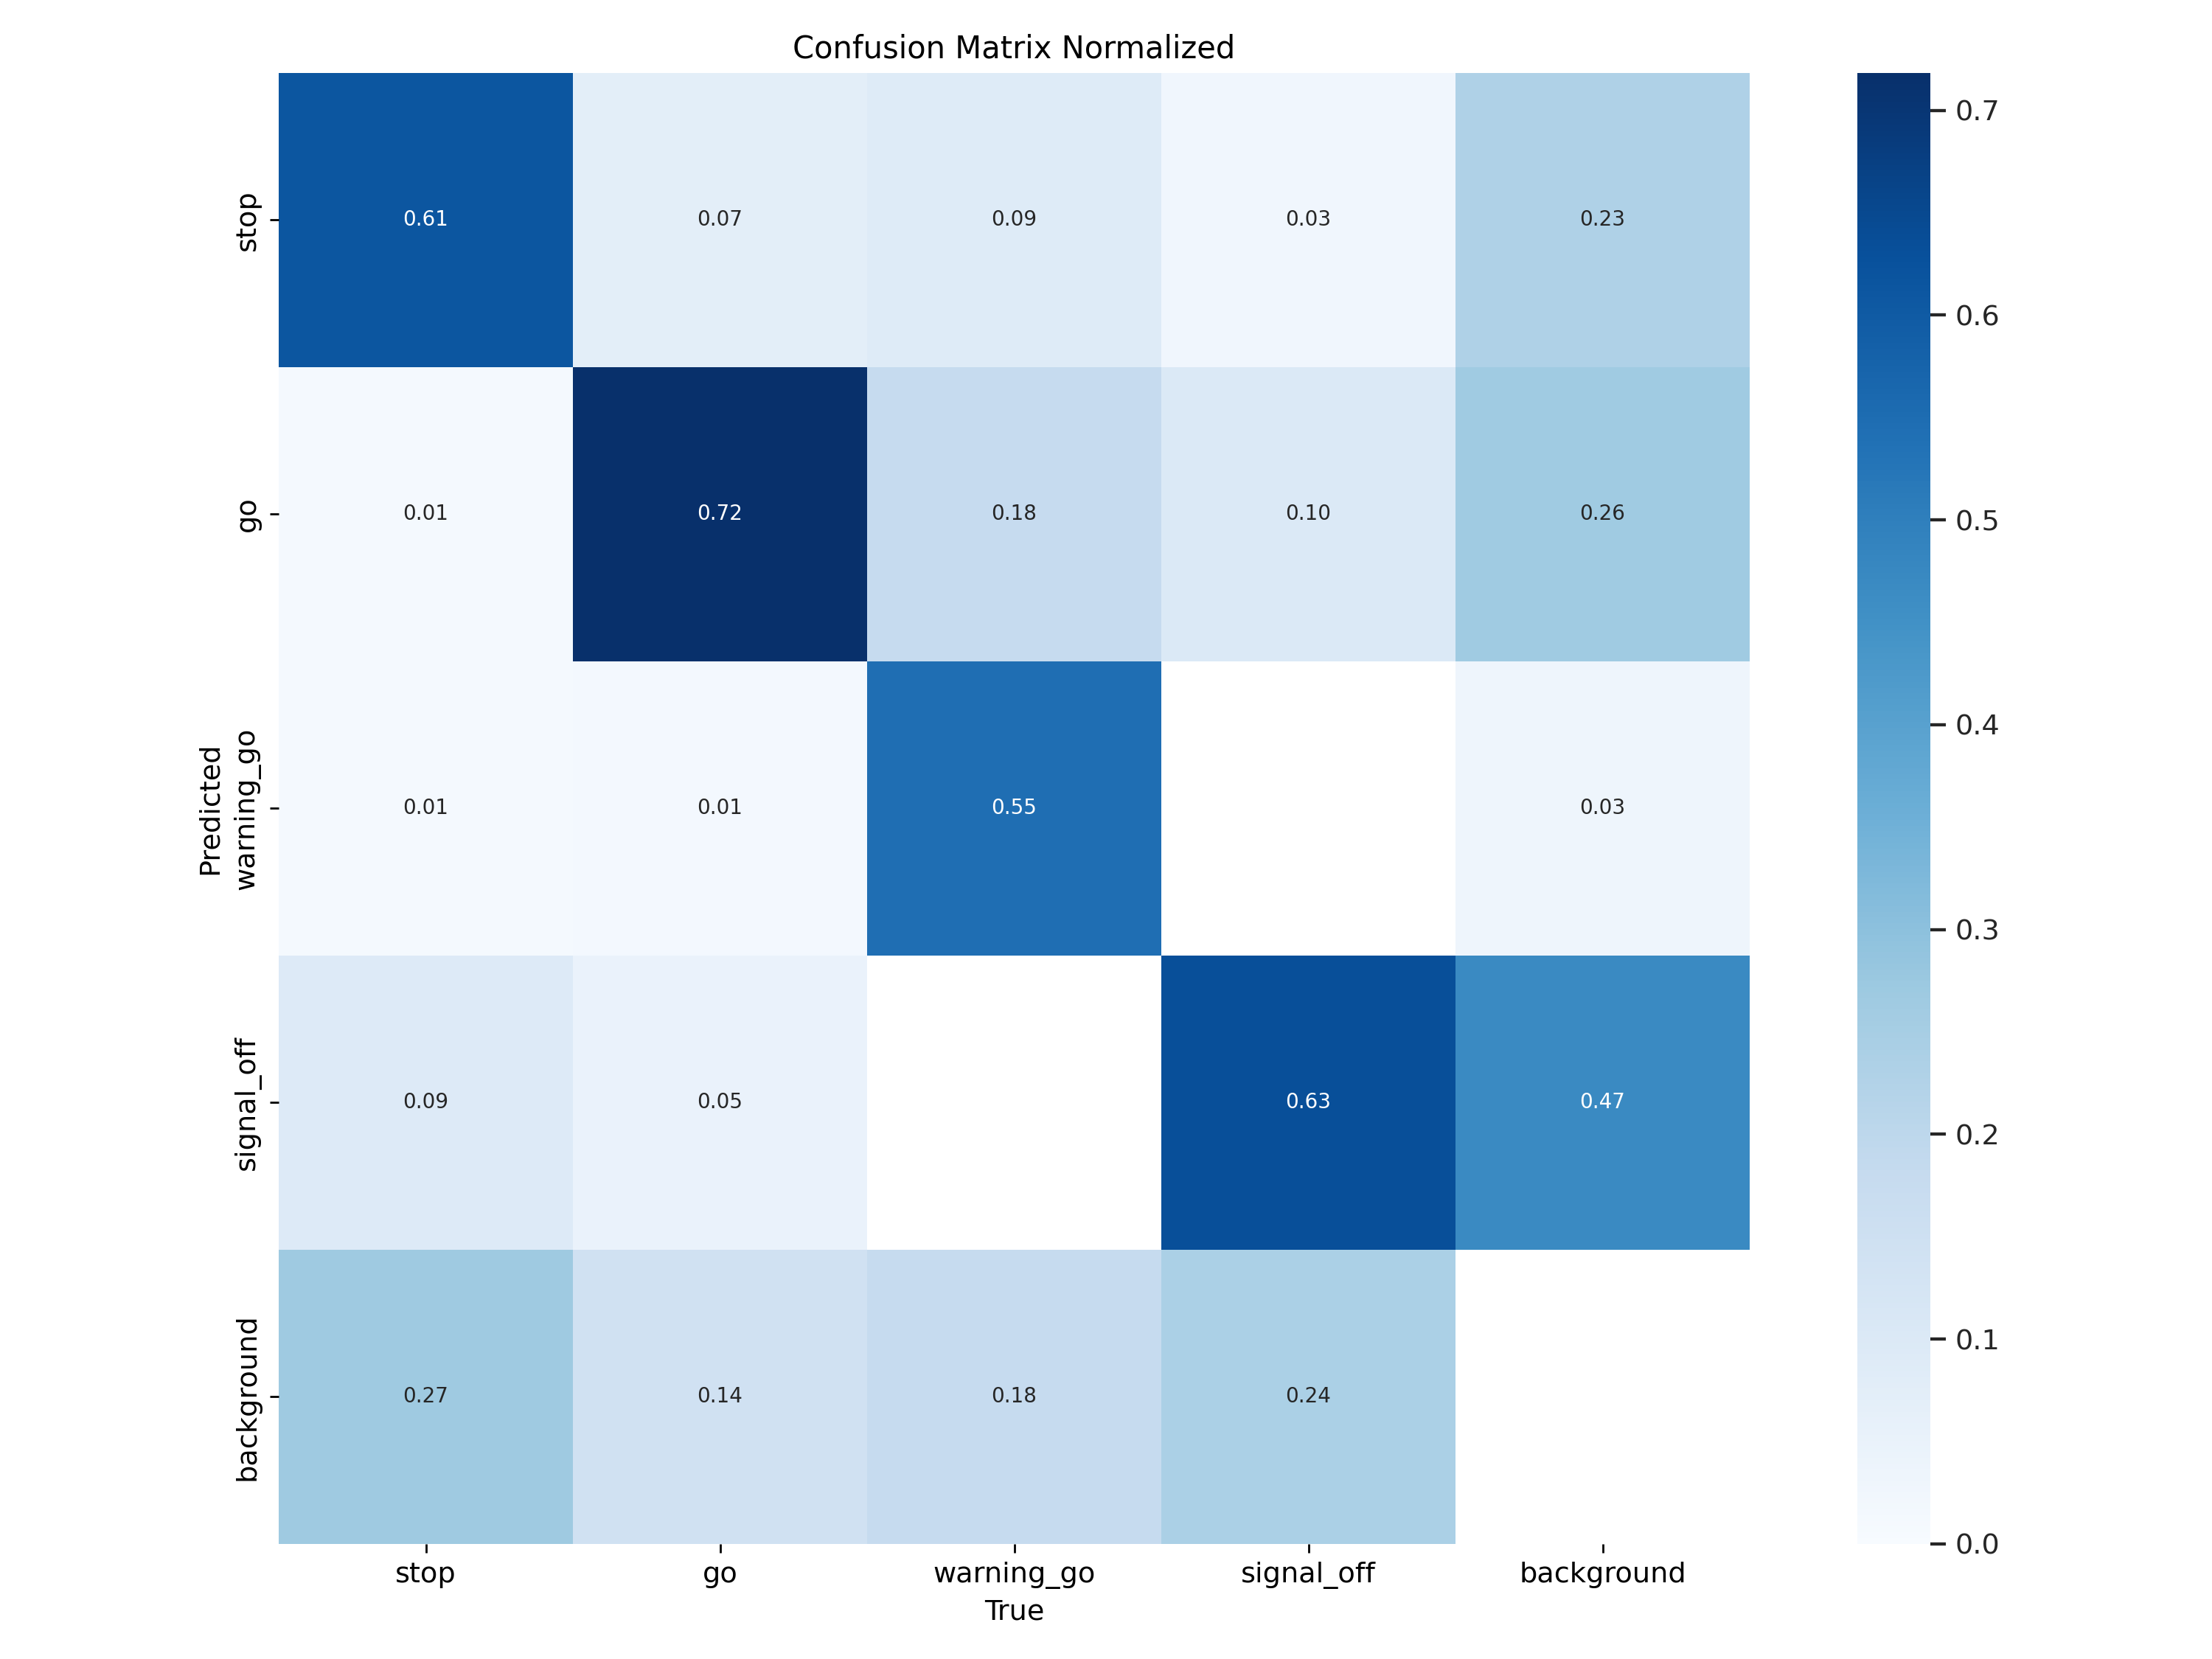 Confusion Matrix Normalized
stop 0.61 0.07 0.09 0.03 0.23
go 0.01 0.72 0.18 0.10 0.26
Predicted
warning_go 0.01 0.01 0.55 0.03
signal_off 0.09 0.05 0.63 0.47
background 0.27 0.14 0.18 0.24
stop go warning_go signal_off background
True
0.7
0.6
0.5
0.4
0.3
0.2
0.1
0.0